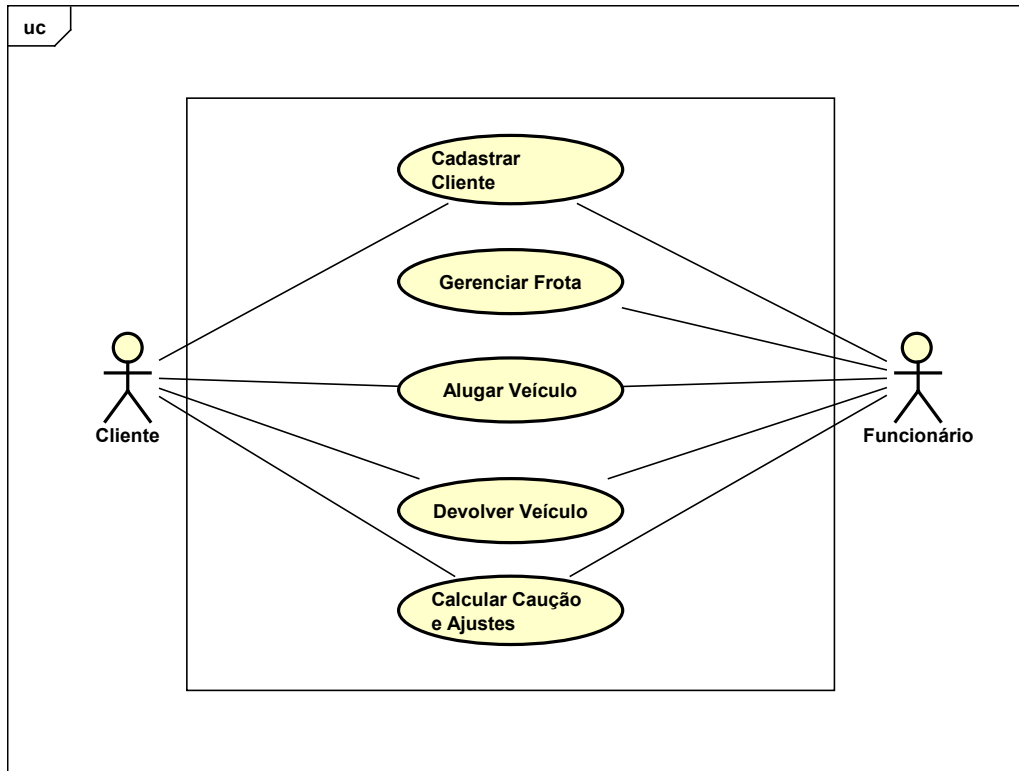 uc
Cadastrar
Cliente
Gerenciar Frota
Alugar Veículo
Cliente
Funcionário
Devolver Veículo
Calcular Caução
e Ajustes